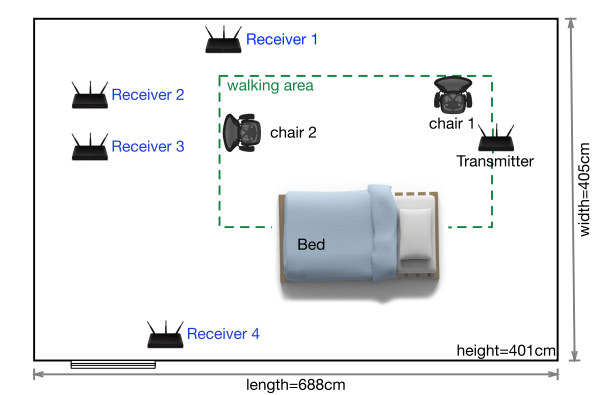 Receiver 1
walking area
Receiver 2
chair 1
chair 2
Receiver 3
Transmitter
width=405cm
Bed
Receiver 4
height=401cm
length=688cm